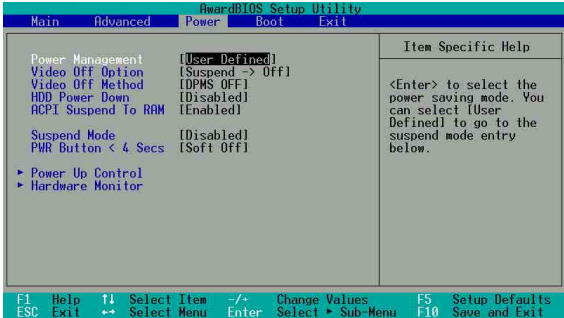 AwardBIOS Setup Utility
Main Advanced Power Boot Exit
Item Specific Help
Power Management [User Defined]
Video Off Option [Suspend -> Off]
Video Off Method [DPMS OFF]
HDD Power Down [Disabled]
ACPI Suspend To RAM [Enabled]
Suspend Mode [Disabled]
PWR Button < 4 Secs [Soft Off]
▶ Power Up Control
▶ Hardware Monitor
<Enter> to select the
power saving mode. You
can select [User
Defined] to go to the
suspend mode entry
below.
F1 Help ↑↓ Select Item -/+ Change Values F5 Setup Defaults
ESC Exit ↔ Select Menu Enter Select ▶ Sub-Menu F10 Save and Exit